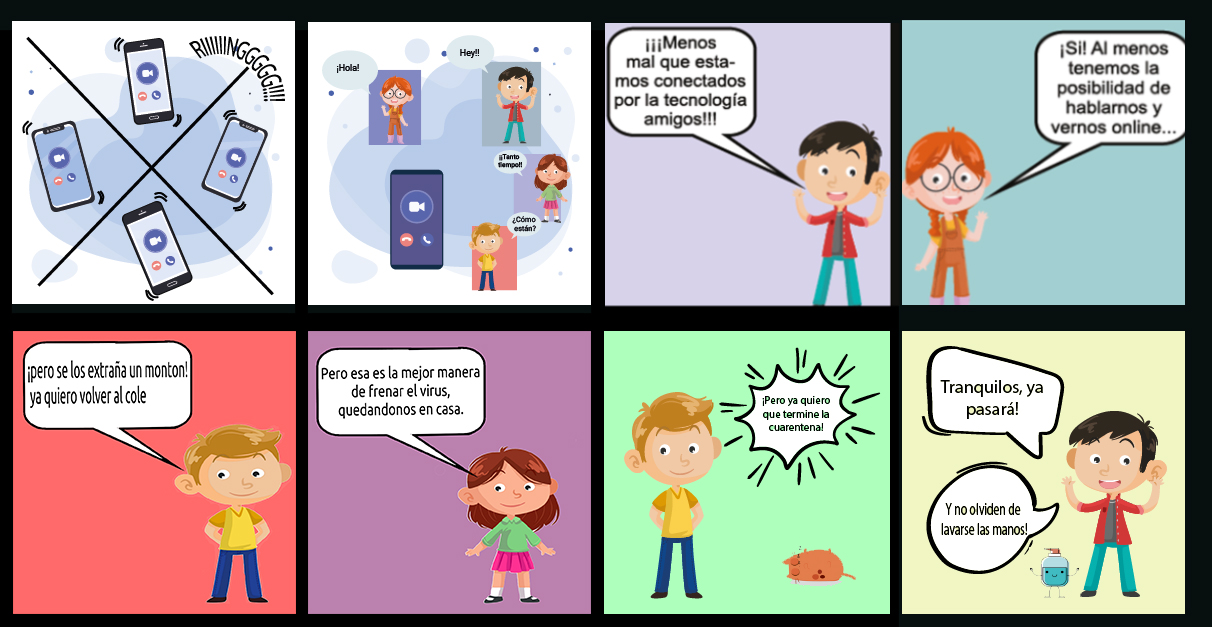 RIIIIIINGGGGG!!!
¡Hola!
Hey!!
¡¡Tanto
tiempo!!
¿Cómo
están?
¡¡¡Menos
mal que esta-
mos conectados
por la tecnología
amigos!!!
¡Si! Al menos
tenemos la
posibilidad de
hablarnos y
vernos online...
¡pero se los extraña un monton!
ya quiero volver al cole
Pero esa es la mejor manera
de frenar el virus,
quedandonos en casa.
¡Pero ya quiero
que termine la
cuarentena!
Tranquilos, ya
pasará!
Y no olviden de
lavarse las manos!